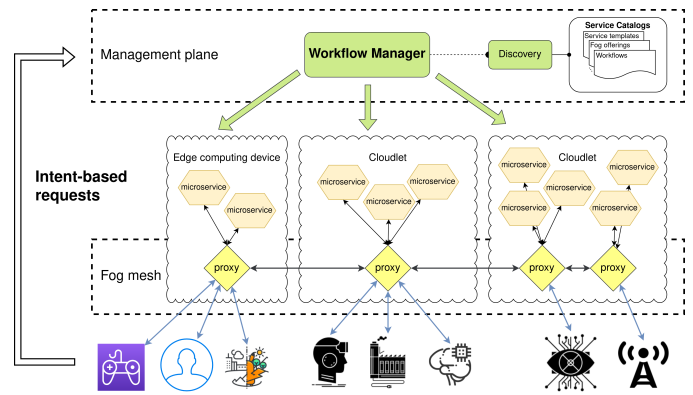 Management plane
Workflow Manager
Discovery
Service Catalogs
Service templates
Fog offerings
Workflows
Intent-based
requests
Edge computing device
microservice
microservice
Cloudlet
microservice
microservice
microservice
Cloudlet
microservice
microservice
microservice
microservice
microservice
Fog mesh
proxy
proxy
proxy
proxy